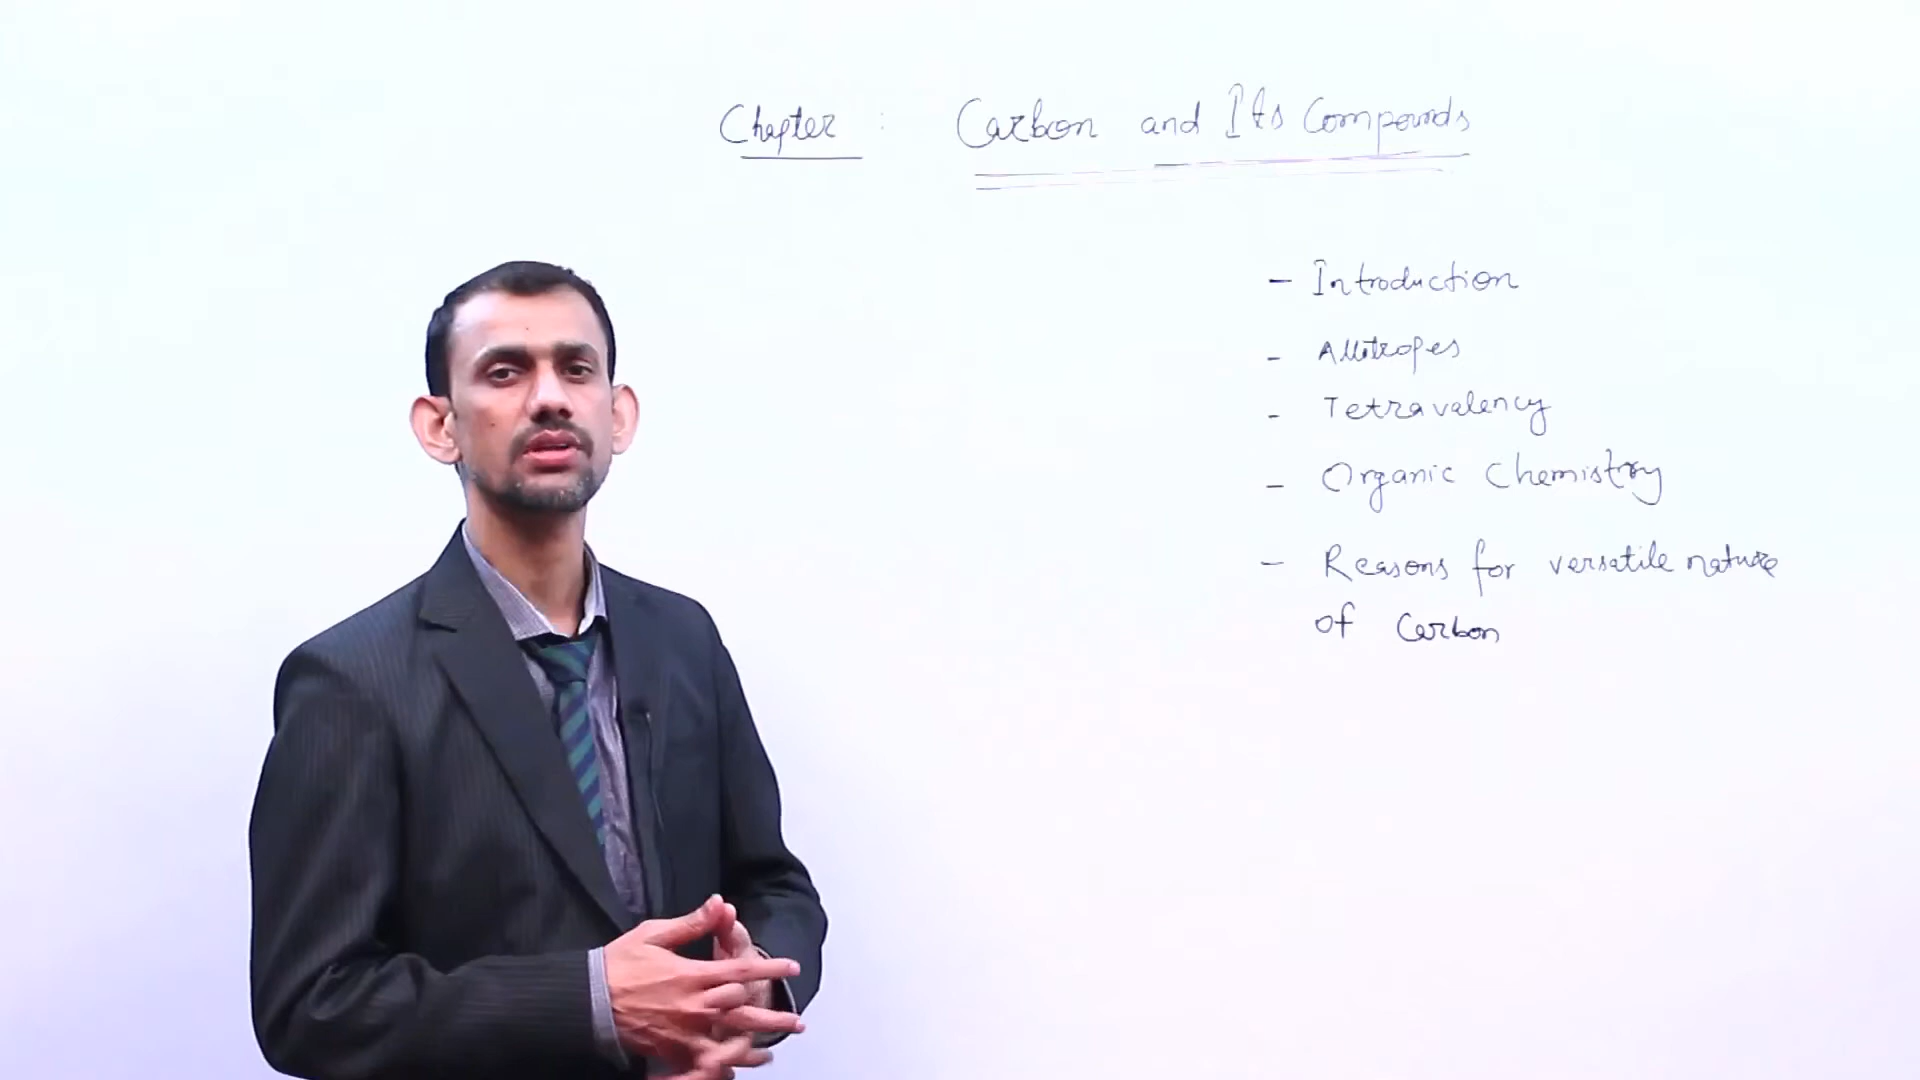 Chapter : Carbon and Its Compounds
- Introduction
- Allotropes
- Tetravalency
- Organic Chemistry
- Reasons for versatile nature
of Carbon